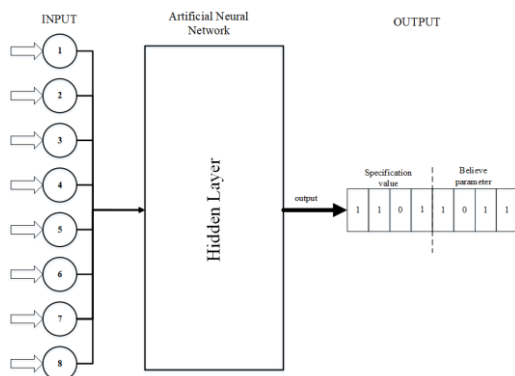 INPUT
Artificial Neural
Network
OUTPUT
1
2
3
4
5
6
7
8
Hidden Layer
output
Specification
value
Believe
parameter
1 1 0 1 1 0 1 1